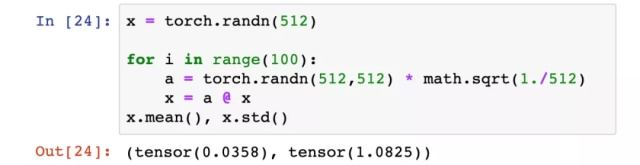 In [24]: x = torch.randn(512)
for i in range(100):
    a = torch.randn(512,512) * math.sqrt(1./512)
    x = a @ x
x.mean(), x.std()
Out[24]: (tensor(0.0358), tensor(1.0825))